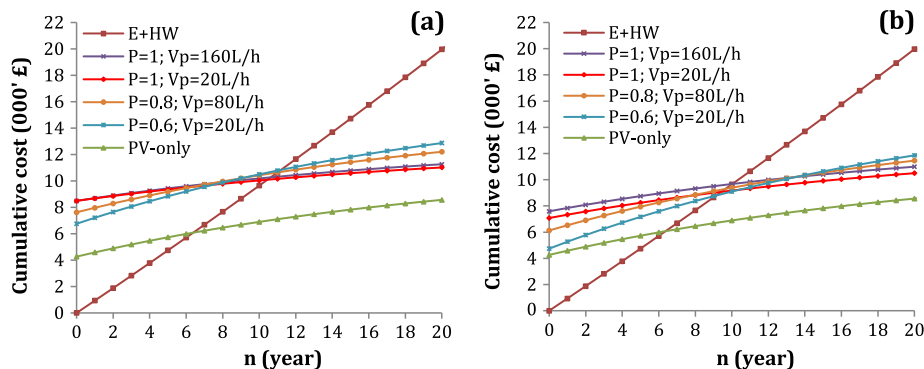 (a)
Cumulative cost (000' £)
22
20
18
16
14
12
10
8
6
4
2
0
E+HW
P=1; Vp=160L/h
P=1; Vp=20L/h
P=0.8; Vp=80L/h
P=0.6; Vp=20L/h
PV-only
0 2 4 6 8 10 12 14 16 18 20
n (year)
(b)
Cumulative cost (000' £)
22
20
18
16
14
12
10
8
6
4
2
0
E+HW
P=1; Vp=160L/h
P=1; Vp=20L/h
P=0.8; Vp=80L/h
P=0.6; Vp=20L/h
PV-only
0 2 4 6 8 10 12 14 16 18 20
n (year)